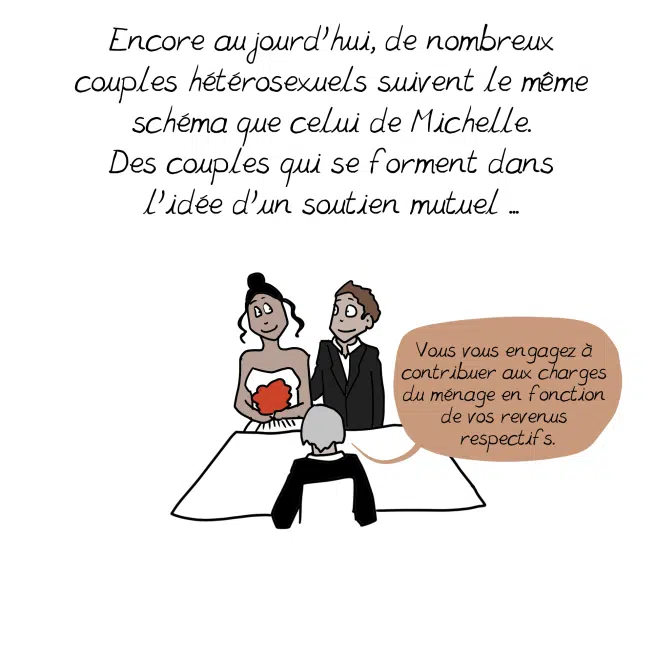 Encore aujourd'hui, de nombreux
couples hétérosexuels suivent le même
schéma que celui de Michelle.
Des couples qui se forment dans
l'idée d'un soutien mutuel ...
Vous vous engagez à
contribuer aux charges
du ménage en fonction
de vos revenus
respectifs.